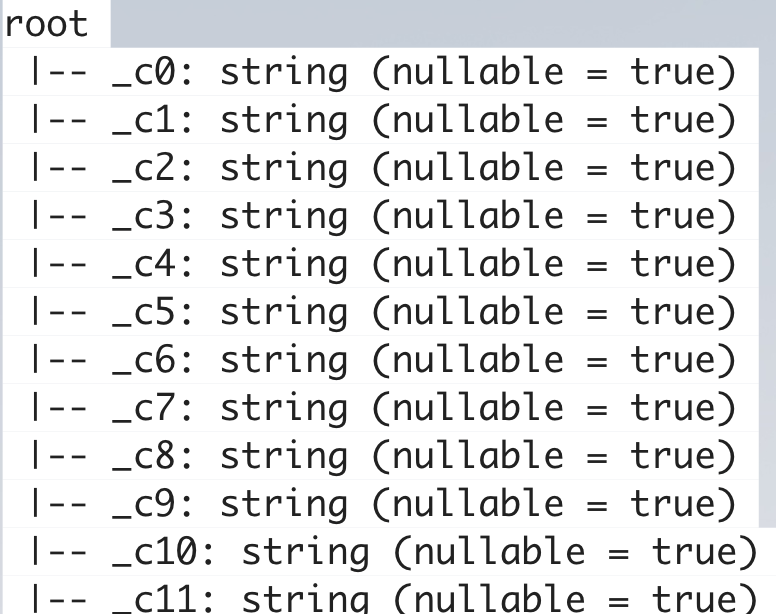 root
 |-- _c0: string (nullable = true)
 |-- _c1: string (nullable = true)
 |-- _c2: string (nullable = true)
 |-- _c3: string (nullable = true)
 |-- _c4: string (nullable = true)
 |-- _c5: string (nullable = true)
 |-- _c6: string (nullable = true)
 |-- _c7: string (nullable = true)
 |-- _c8: string (nullable = true)
 |-- _c9: string (nullable = true)
 |-- _c10: string (nullable = true)
 |-- _c11: string (nullable = true)